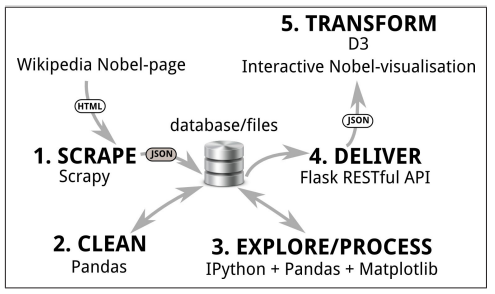 5. TRANSFORM
D3
Interactive Nobel-visualisation
Wikipedia Nobel-page
HTML
JSON
database/files
1. SCRAPE
JSON
Scrapy
4. DELIVER
Flask RESTful API
2. CLEAN
Pandas
3. EXPLORE/PROCESS
IPython + Pandas + Matplotlib